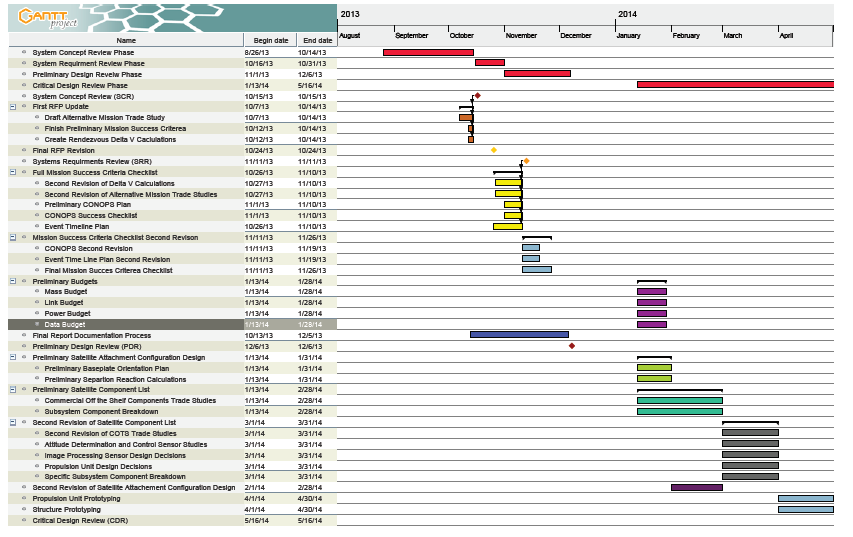 GANTT
project
2013 2014
August September October November December January February March April
Name Begin date End date
System Concept Review Phase 8/26/13 10/14/13
System Requirment Review Phase 10/16/13 10/31/13
Preliminary Design Reveiw Phase 11/1/13 12/6/13
Critical Design Review Phase 1/13/14 5/16/14
System Concept Review (SCR) 10/15/13 10/15/13
First RFP Update 10/7/13 10/14/13
Draft Alternative Mission Trade Study 10/7/13 10/14/13
Finish Preliminary Mission Success Criterea 10/12/13 10/14/13
Create Rendezvous Delta V Caclulations 10/12/13 10/14/13
Final RFP Revision 10/24/13 10/24/13
Systems Requirments Review (SRR) 11/11/13 11/11/13
Full Mission Success Criteria Checklist 10/26/13 11/10/13
Second Revision of Delta V Calculations 10/27/13 11/10/13
Second Revision of Alternative Mission Trade Studies 10/27/13 11/10/13
Preliminary CONOPS Plan 11/1/13 11/10/13
CONOPS Success Checklist 11/1/13 11/10/13
Event Timeline Plan 10/26/13 11/10/13
Mission Success Criteria Checklist Second Revison 11/11/13 11/26/13
CONOPS Second Revision 11/11/13 11/19/13
Event Time Line Plan Second Revision 11/11/13 11/19/13
Final Mission Succes Criterea Checklist 11/11/13 11/26/13
Preliminary Budgets 1/13/14 1/28/14
Mass Budget 1/13/14 1/28/14
Link Budget 1/13/14 1/28/14
Power Budget 1/13/14 1/28/14
Data Budget 1/13/14 1/28/14
Final Report Documentation Process 10/13/13 12/5/13
Preliminary Design Review (PDR) 12/6/13 12/6/13
Preliminary Satellite Attachment Configuration Design 1/13/14 1/31/14
Preliminary Baseplate Orientation Plan 1/13/14 1/31/14
Preliminary Separtion Reaction Calculations 1/13/14 1/31/14
Preliminary Satellite Component List 1/13/14 2/28/14
Commercial Off the Shelf Components Trade Studies 1/13/14 2/28/14
Subsystem Component Breakdown 1/13/14 2/28/14
Second Revision of Satellite Component List 3/1/14 3/31/14
Second Revision of COTS Trade Studies 3/1/14 3/31/14
Attitude Determination and Control Sensor Studies 3/1/14 3/31/14
Image Processing Sensor Design Decisions 3/1/14 3/31/14
Propulsion Unit Design Decisions 3/1/14 3/31/14
Specific Subsystem Component Breakdown 3/1/14 3/31/14
Second Revision of Satellite Attachement Configuration Design 2/1/14 2/28/14
Propulsion Unit Prototyping 4/1/14 4/30/14
Structure Prototyping 4/1/14 4/30/14
Critical Design Review (CDR) 5/16/14 5/16/14